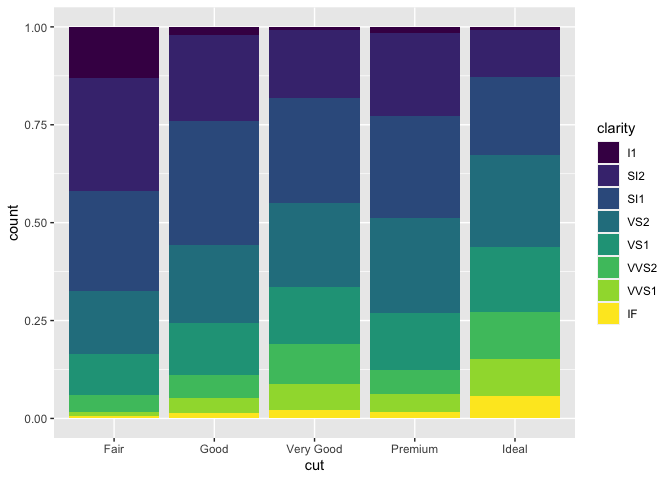 1.00
0.75
0.50
0.25
0.00
count
Fair
Good
Very Good
Premium
Ideal
cut
clarity
I1
SI2
SI1
VS2
VS1
VVS2
VVS1
IF